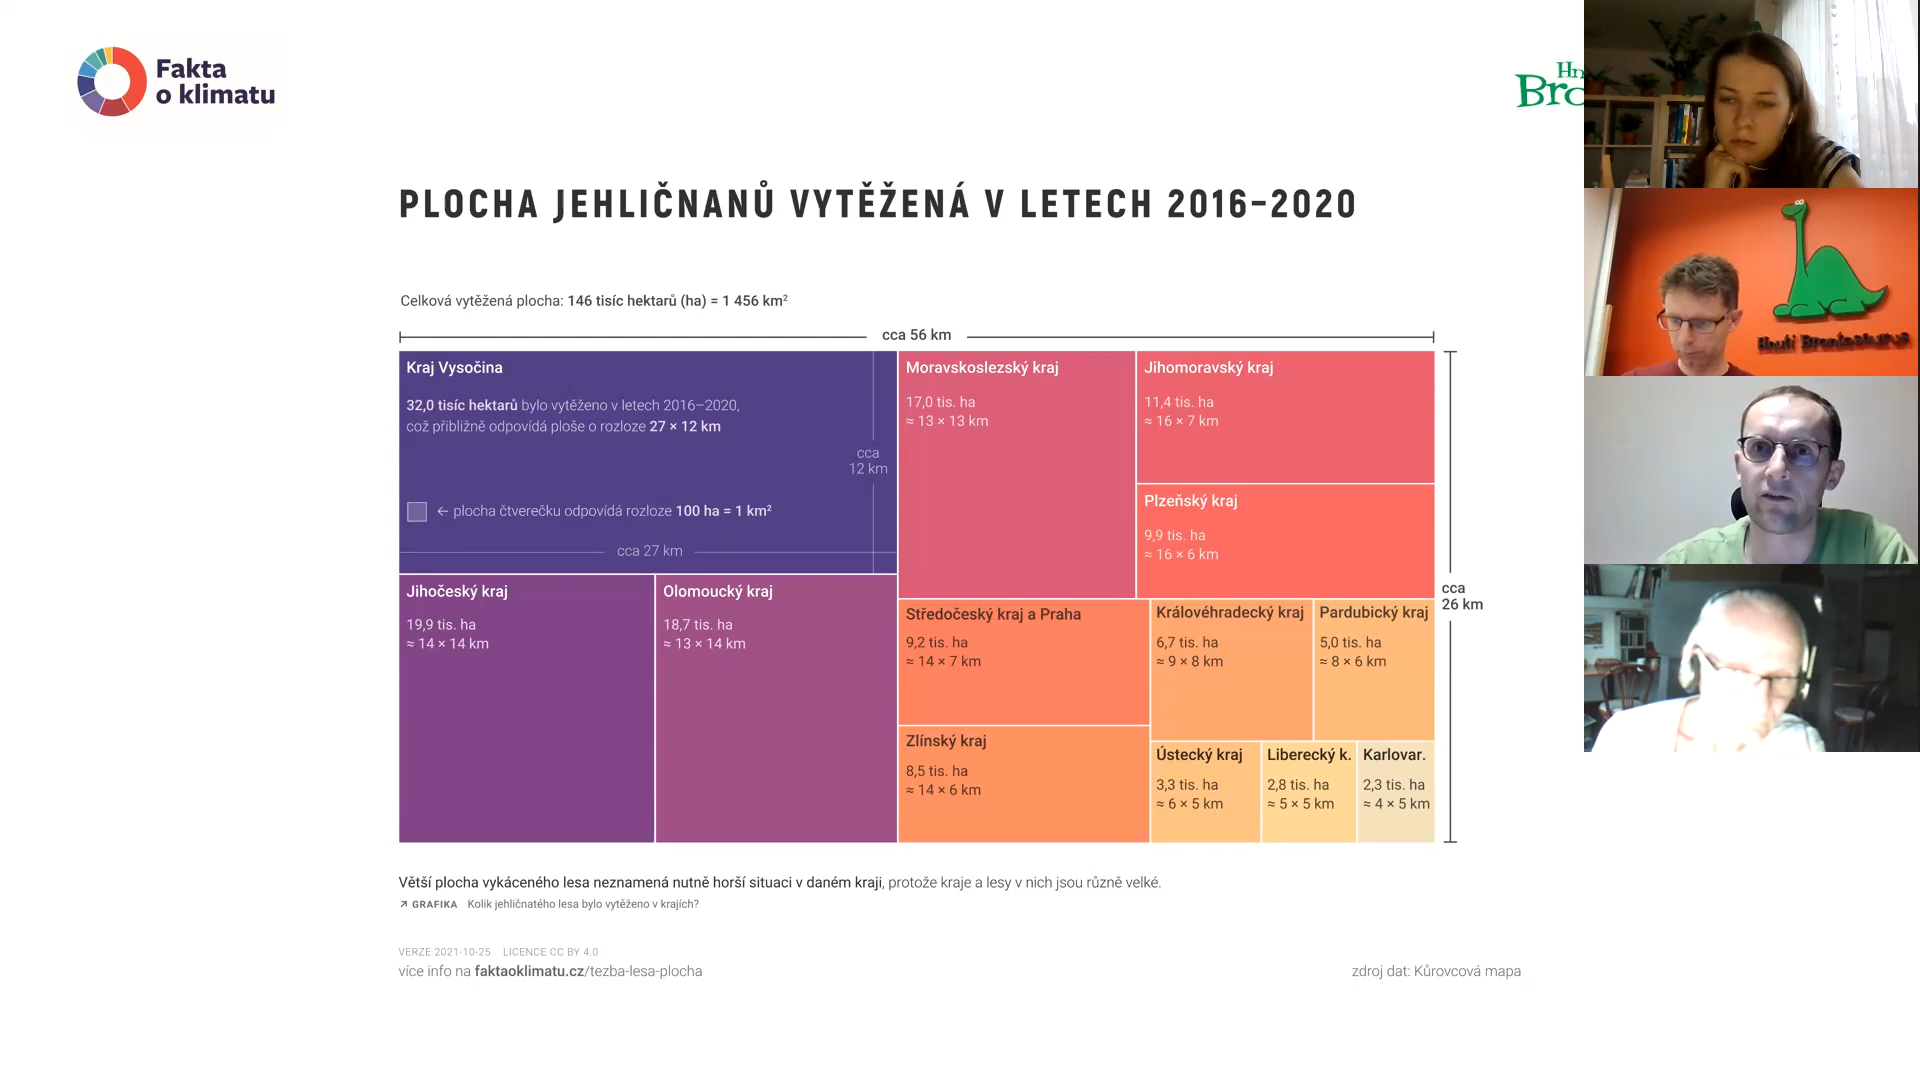 Fakta
o klimatu
Hn
Bro
PLOCHA JEHLIČNANŮ VYTĚŽENÁ V LETECH 2016–2020
Celková vytěžená plocha: 146 tisíc hektarů (ha) = 1 456 km²
cca 56 km
Kraj Vysočina
32,0 tisíc hektarů bylo vytěženo v letech 2016–2020,
což přibližně odpovídá ploše o rozloze 27 × 12 km
cca
12 km
← plocha čtverečku odpovídá rozloze 100 ha = 1 km²
cca 27 km
Moravskoslezský kraj
17,0 tis. ha
≈ 13 × 13 km
Jihomoravský kraj
11,4 tis. ha
≈ 16 × 7 km
Plzeňský kraj
9,9 tis. ha
≈ 16 × 6 km
cca
26 km
Jihočeský kraj
19,9 tis. ha
≈ 14 × 14 km
Olomoucký kraj
18,7 tis. ha
≈ 13 × 14 km
Středočeský kraj a Praha
9,2 tis. ha
≈ 14 × 7 km
Královéhradecký kraj
6,7 tis. ha
≈ 9 × 8 km
Pardubický kraj
5,0 tis. ha
≈ 8 × 6 km
Zlínský kraj
8,5 tis. ha
≈ 14 × 6 km
Ústecký kraj
3,3 tis. ha
≈ 6 × 5 km
Liberecký k.
2,8 tis. ha
≈ 5 × 5 km
Karlovar.
2,3 tis. ha
≈ 4 × 5 km
Větší plocha vykáceného lesa neznamená nutně horší situaci v daném kraji, protože kraje a lesy v nich jsou různě velké.
↗ GRAFIKA Kolik jehličnatého lesa bylo vytěženo v krajích?
VERZE 2021-10-25 LICENCE CC BY 4.0
více info na faktaoklimatu.cz/tezba-lesa-plocha
zdroj dat: Kůrovcová mapa
Hnutí Brontosaurus